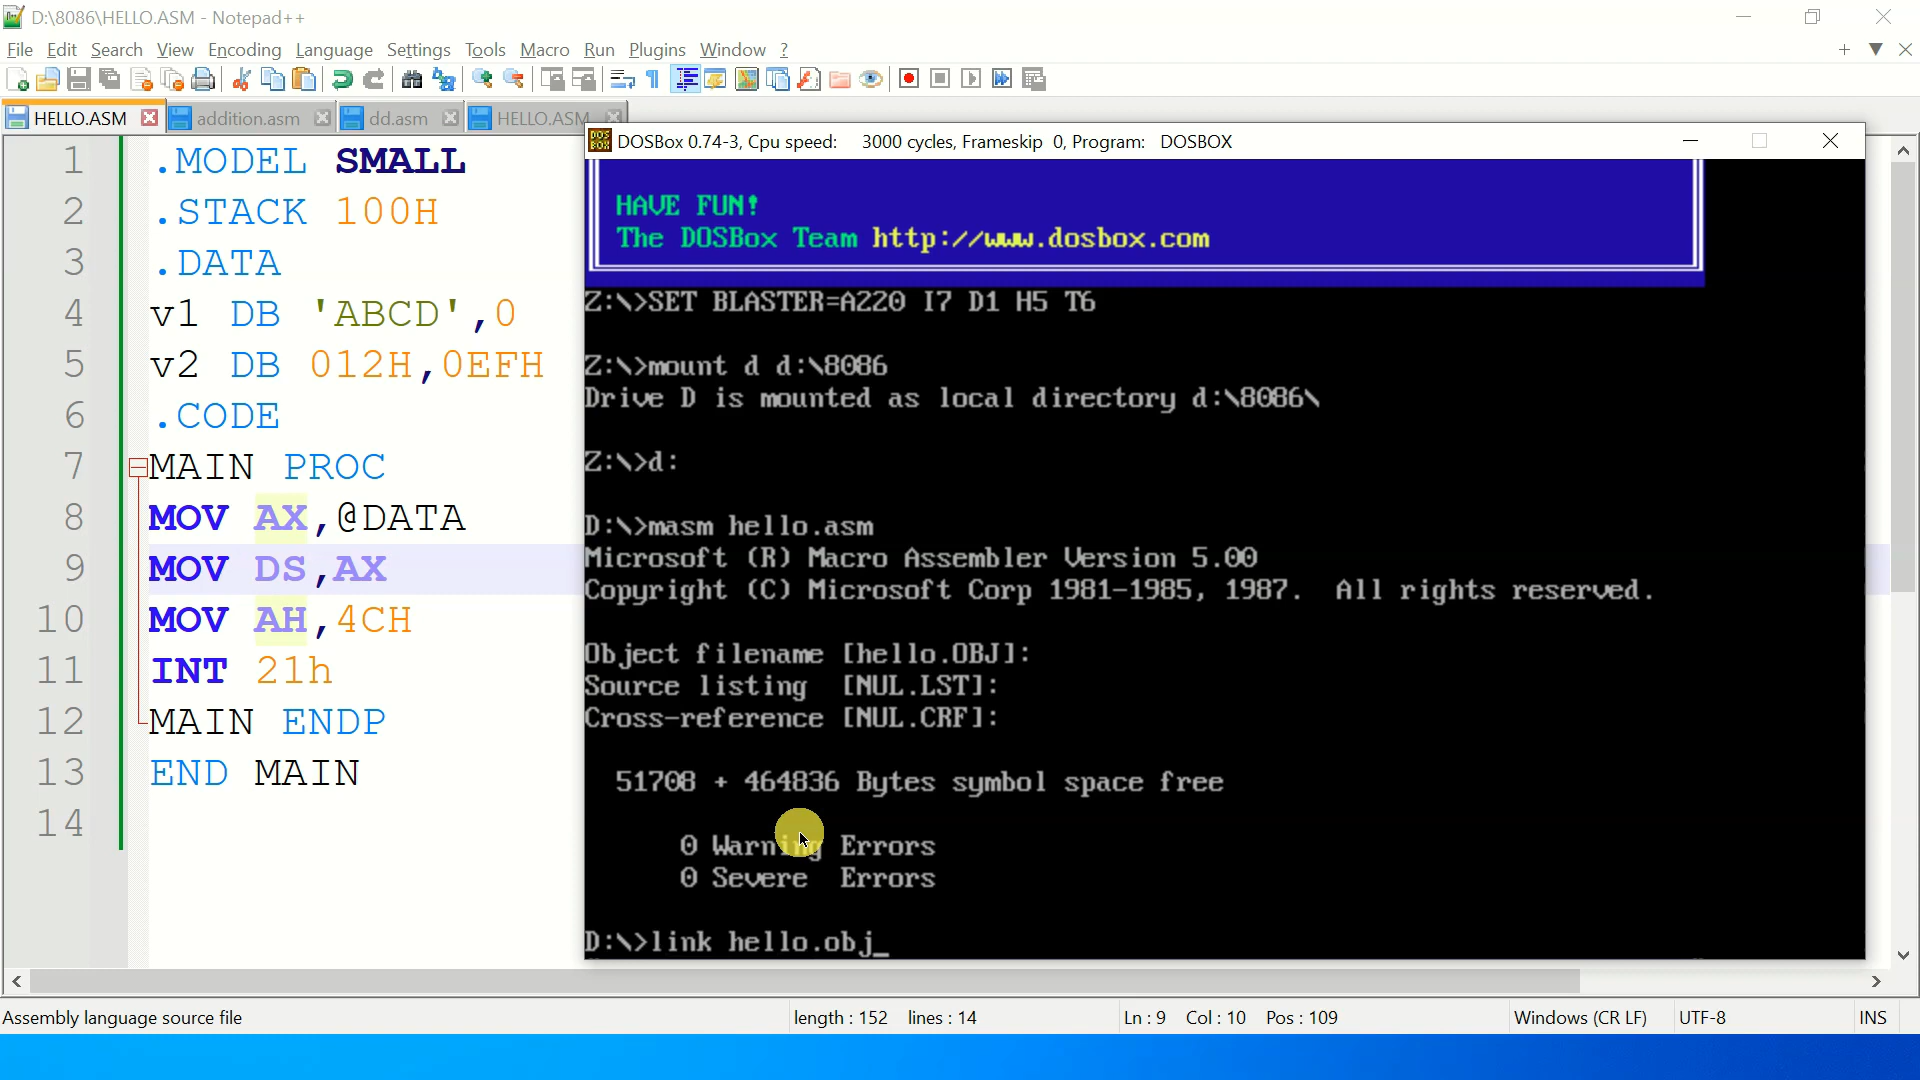 D:\8086\HELLO.ASM - Notepad++
File Edit Search View Encoding Language Settings Tools Macro Run Plugins Window ?
HELLO.ASM addition.asm dd.asm HELLO.ASM
1 .MODEL SMALL
2 .STACK 100H
3 .DATA
4 v1 DB 'ABCD',0
5 v2 DB 012H,0EFH
6 .CODE
7 MAIN PROC
8 MOV AX,@DATA
9 MOV DS,AX
10 MOV AH,4CH
11 INT 21h
12 MAIN ENDP
13 END MAIN
14
DOSBox 0.74-3, Cpu speed: 3000 cycles, Frameskip 0, Program: DOSBOX
HAVE FUN!
The DOSBox Team http://www.dosbox.com
Z:\>SET BLASTER=A220 I7 D1 H5 T6
Z:\>mount d d:\8086
Drive D is mounted as local directory d:\8086\
Z:\>d:
D:\>masm hello.asm
Microsoft (R) Macro Assembler Version 5.00
Copyright (C) Microsoft Corp 1981-1985, 1987. All rights reserved.
Object filename [hello.OBJ]:
Source listing [NUL.LST]:
Cross-reference [NUL.CRF]:
51708 + 464836 Bytes symbol space free
0 Warning Errors
0 Severe Errors
D:\>link hello.obj_
Assembly language source file length : 152 lines : 14 Ln : 9 Col : 10 Pos : 109 Windows (CR LF) UTF-8 INS